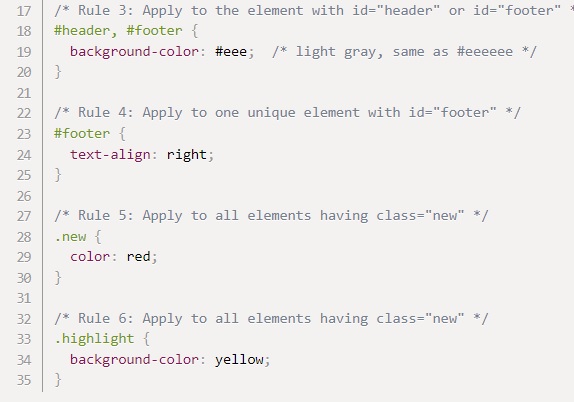 17 /* Rule 3: Apply to the element with id="header" or id="footer" *
18 #header, #footer {
19   background-color: #eee;  /* light gray, same as #eeeeee */
20 }
21
22 /* Rule 4: Apply to one unique element with id="footer" */
23 #footer {
24   text-align: right;
25 }
26
27 /* Rule 5: Apply to all elements having class="new" */
28 .new {
29   color: red;
30 }
31
32 /* Rule 6: Apply to all elements having class="new" */
33 .highlight {
34   background-color: yellow;
35 }